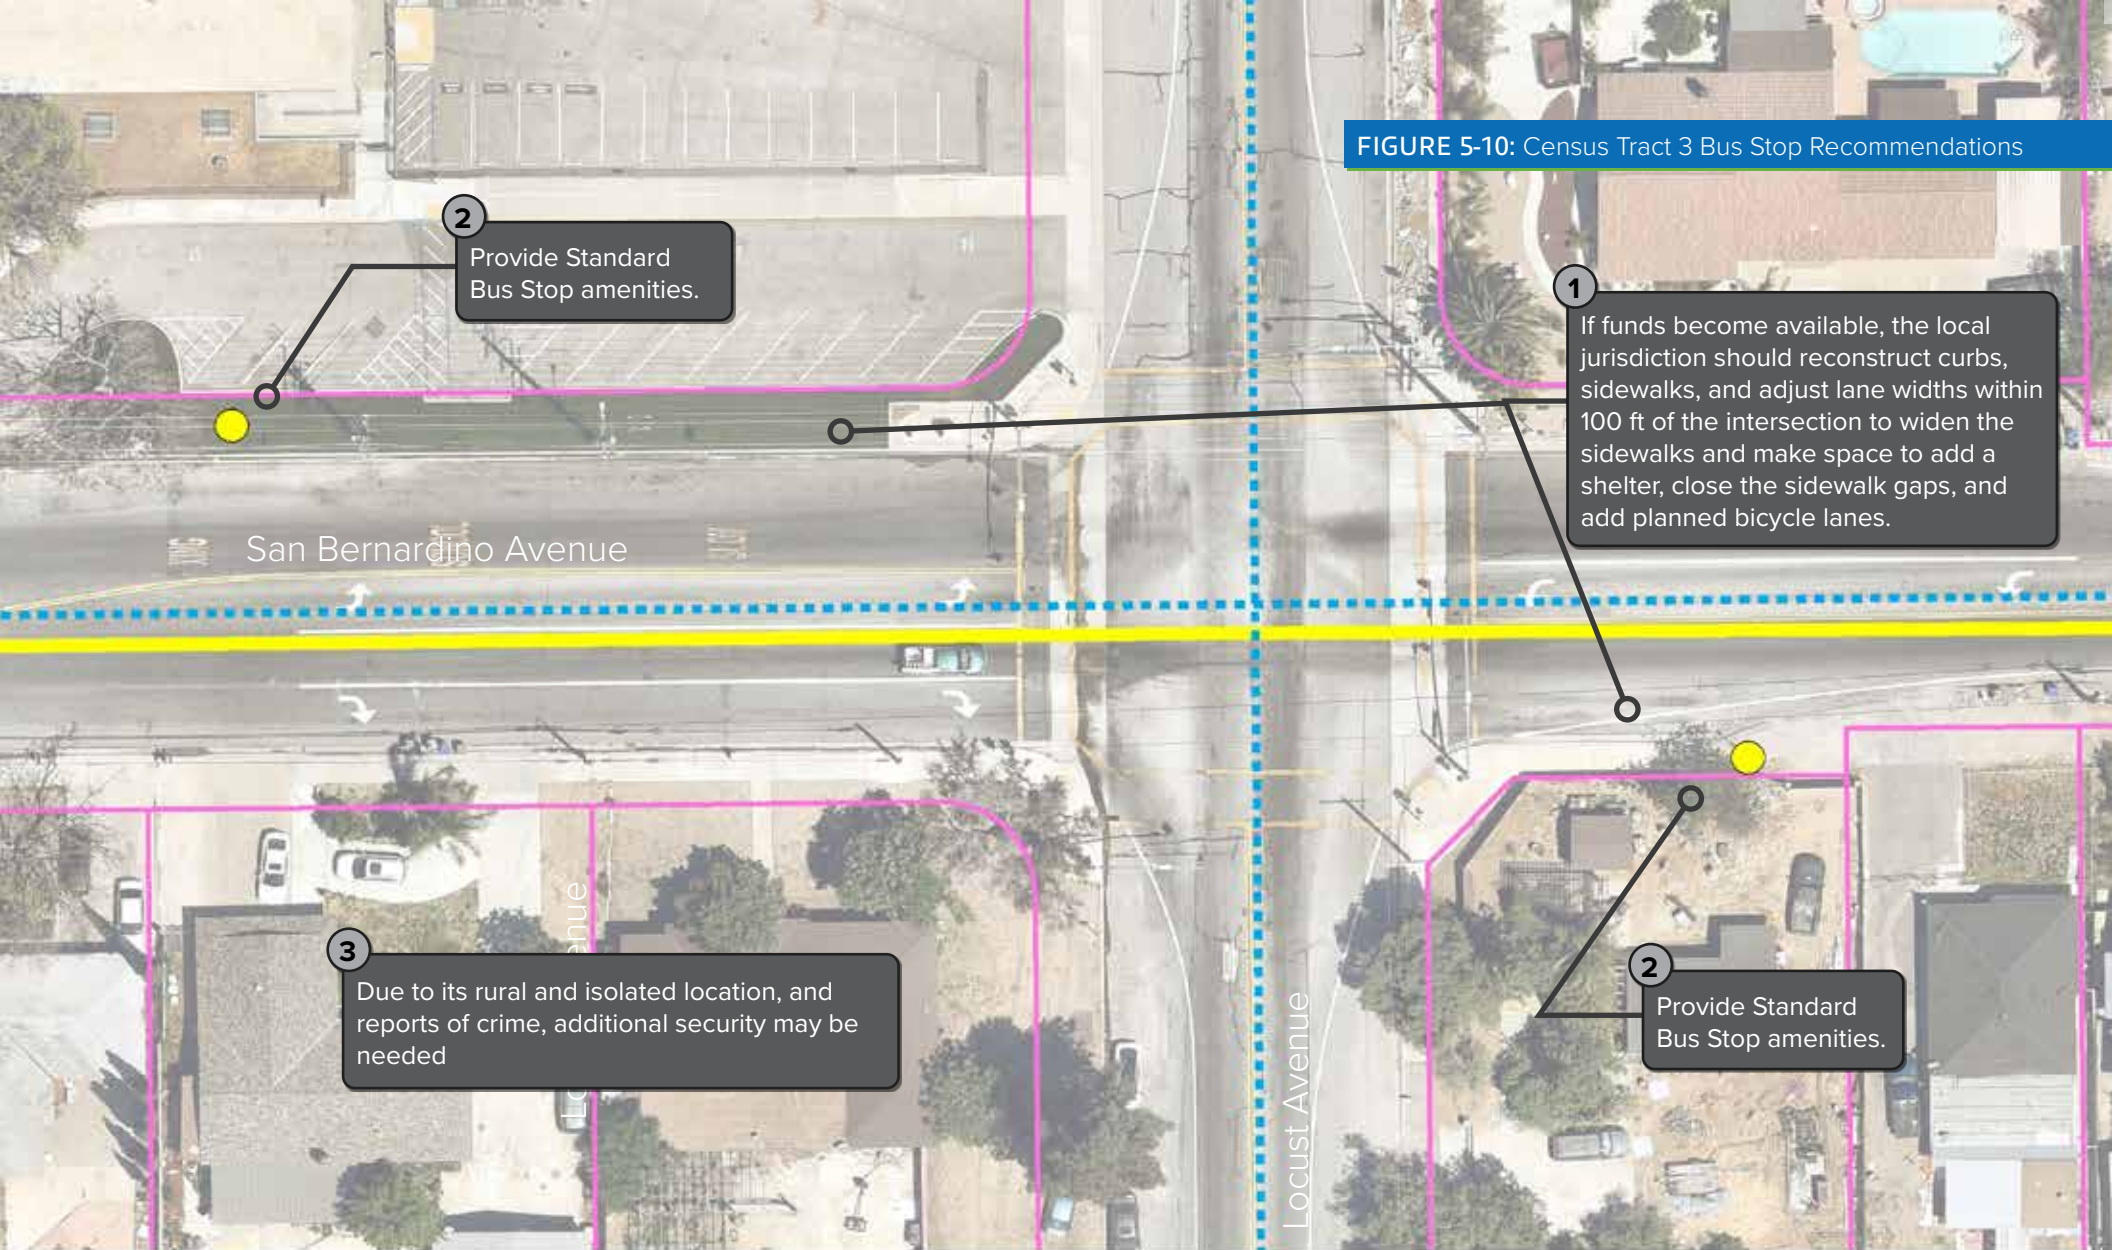 FIGURE 5-10: Census Tract 3 Bus Stop Recommendations
2
Provide Standard
Bus Stop amenities.
1
If funds become available, the local
jurisdiction should reconstruct curbs,
sidewalks, and adjust lane widths within
100 ft of the intersection to widen the
sidewalks and make space to add a
shelter, close the sidewalk gaps, and
add planned bicycle lanes.
San Bernardino Avenue
3
Due to its rural and isolated location, and
reports of crime, additional security may be
needed
2
Provide Standard
Bus Stop amenities.
Locust Avenue